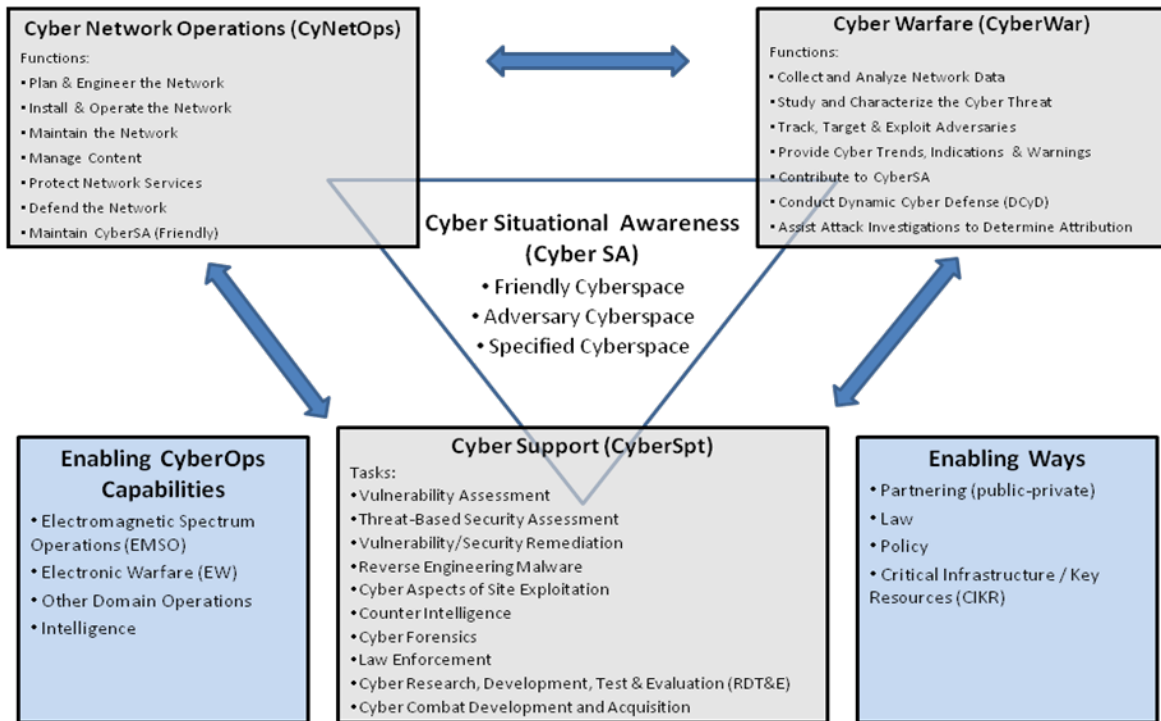 Cyber Network Operations (CyNetOps)
Functions:
▪ Plan & Engineer the Network
▪ Install & Operate the Network
▪ Maintain the Network
▪ Manage Content
▪ Protect Network Services
▪ Defend the Network
▪ Maintain CyberSA (Friendly)
Cyber Warfare (CyberWar)
Functions:
▪ Collect and Analyze Network Data
▪ Study and Characterize the Cyber Threat
▪ Track, Target & Exploit Adversaries
▪ Provide Cyber Trends, Indications & Warnings
▪ Contribute to CyberSA
▪ Conduct Dynamic Cyber Defense (DCyD)
▪ Assist Attack Investigations to Determine Attribution
Cyber Situational Awareness
(Cyber SA)
• Friendly Cyberspace
• Adversary Cyberspace
• Specified Cyberspace
Enabling CyberOps
Capabilities
• Electromagnetic Spectrum
Operations (EMSO)
• Electronic Warfare (EW)
• Other Domain Operations
• Intelligence
Cyber Support (CyberSpt)
Tasks:
• Vulnerability Assessment
• Threat-Based Security Assessment
• Vulnerability/Security Remediation
• Reverse Engineering Malware
• Cyber Aspects of Site Exploitation
• Counter Intelligence
• Cyber Forensics
• Law Enforcement
• Cyber Research, Development, Test & Evaluation (RDT&E)
• Cyber Combat Development and Acquisition
Enabling Ways
• Partnering (public-private)
• Law
• Policy
• Critical Infrastructure / Key
Resources (CIKR)